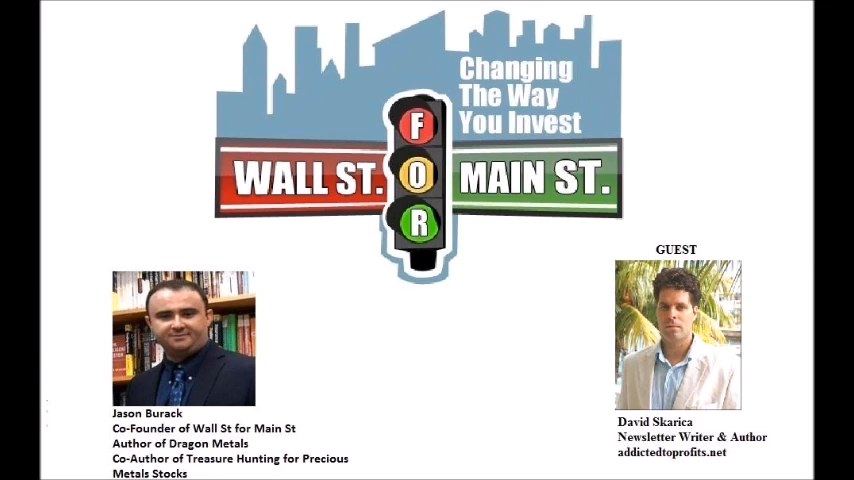 Changing
The Way
You Invest
WALL ST. FOR MAIN ST.
GUEST
Jason Burack
Co-Founder of Wall St for Main St
Author of Dragon Metals
Co-Author of Treasure Hunting for Precious
Metals Stocks
David Skarica
Newsletter Writer & Author
addictedtoprofits.net